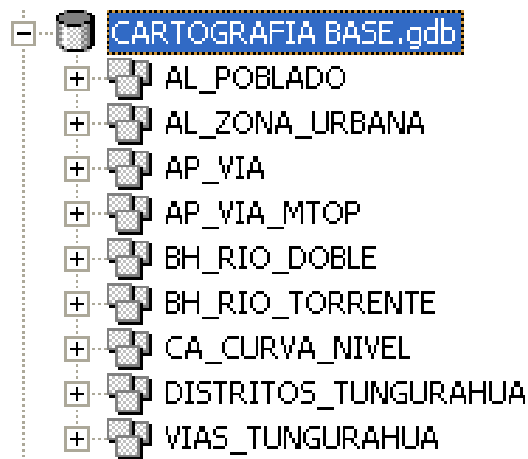 CARTOGRAFIA BASE.gdb
AL_POBLADO
AL_ZONA_URBANA
AP_VIA
AP_VIA_MTOP
BH_RIO_DOBLE
BH_RIO_TORRENTE
CA_CURVA_NIVEL
DISTRITOS_TUNGURAHUA
VIAS_TUNGURAHUA